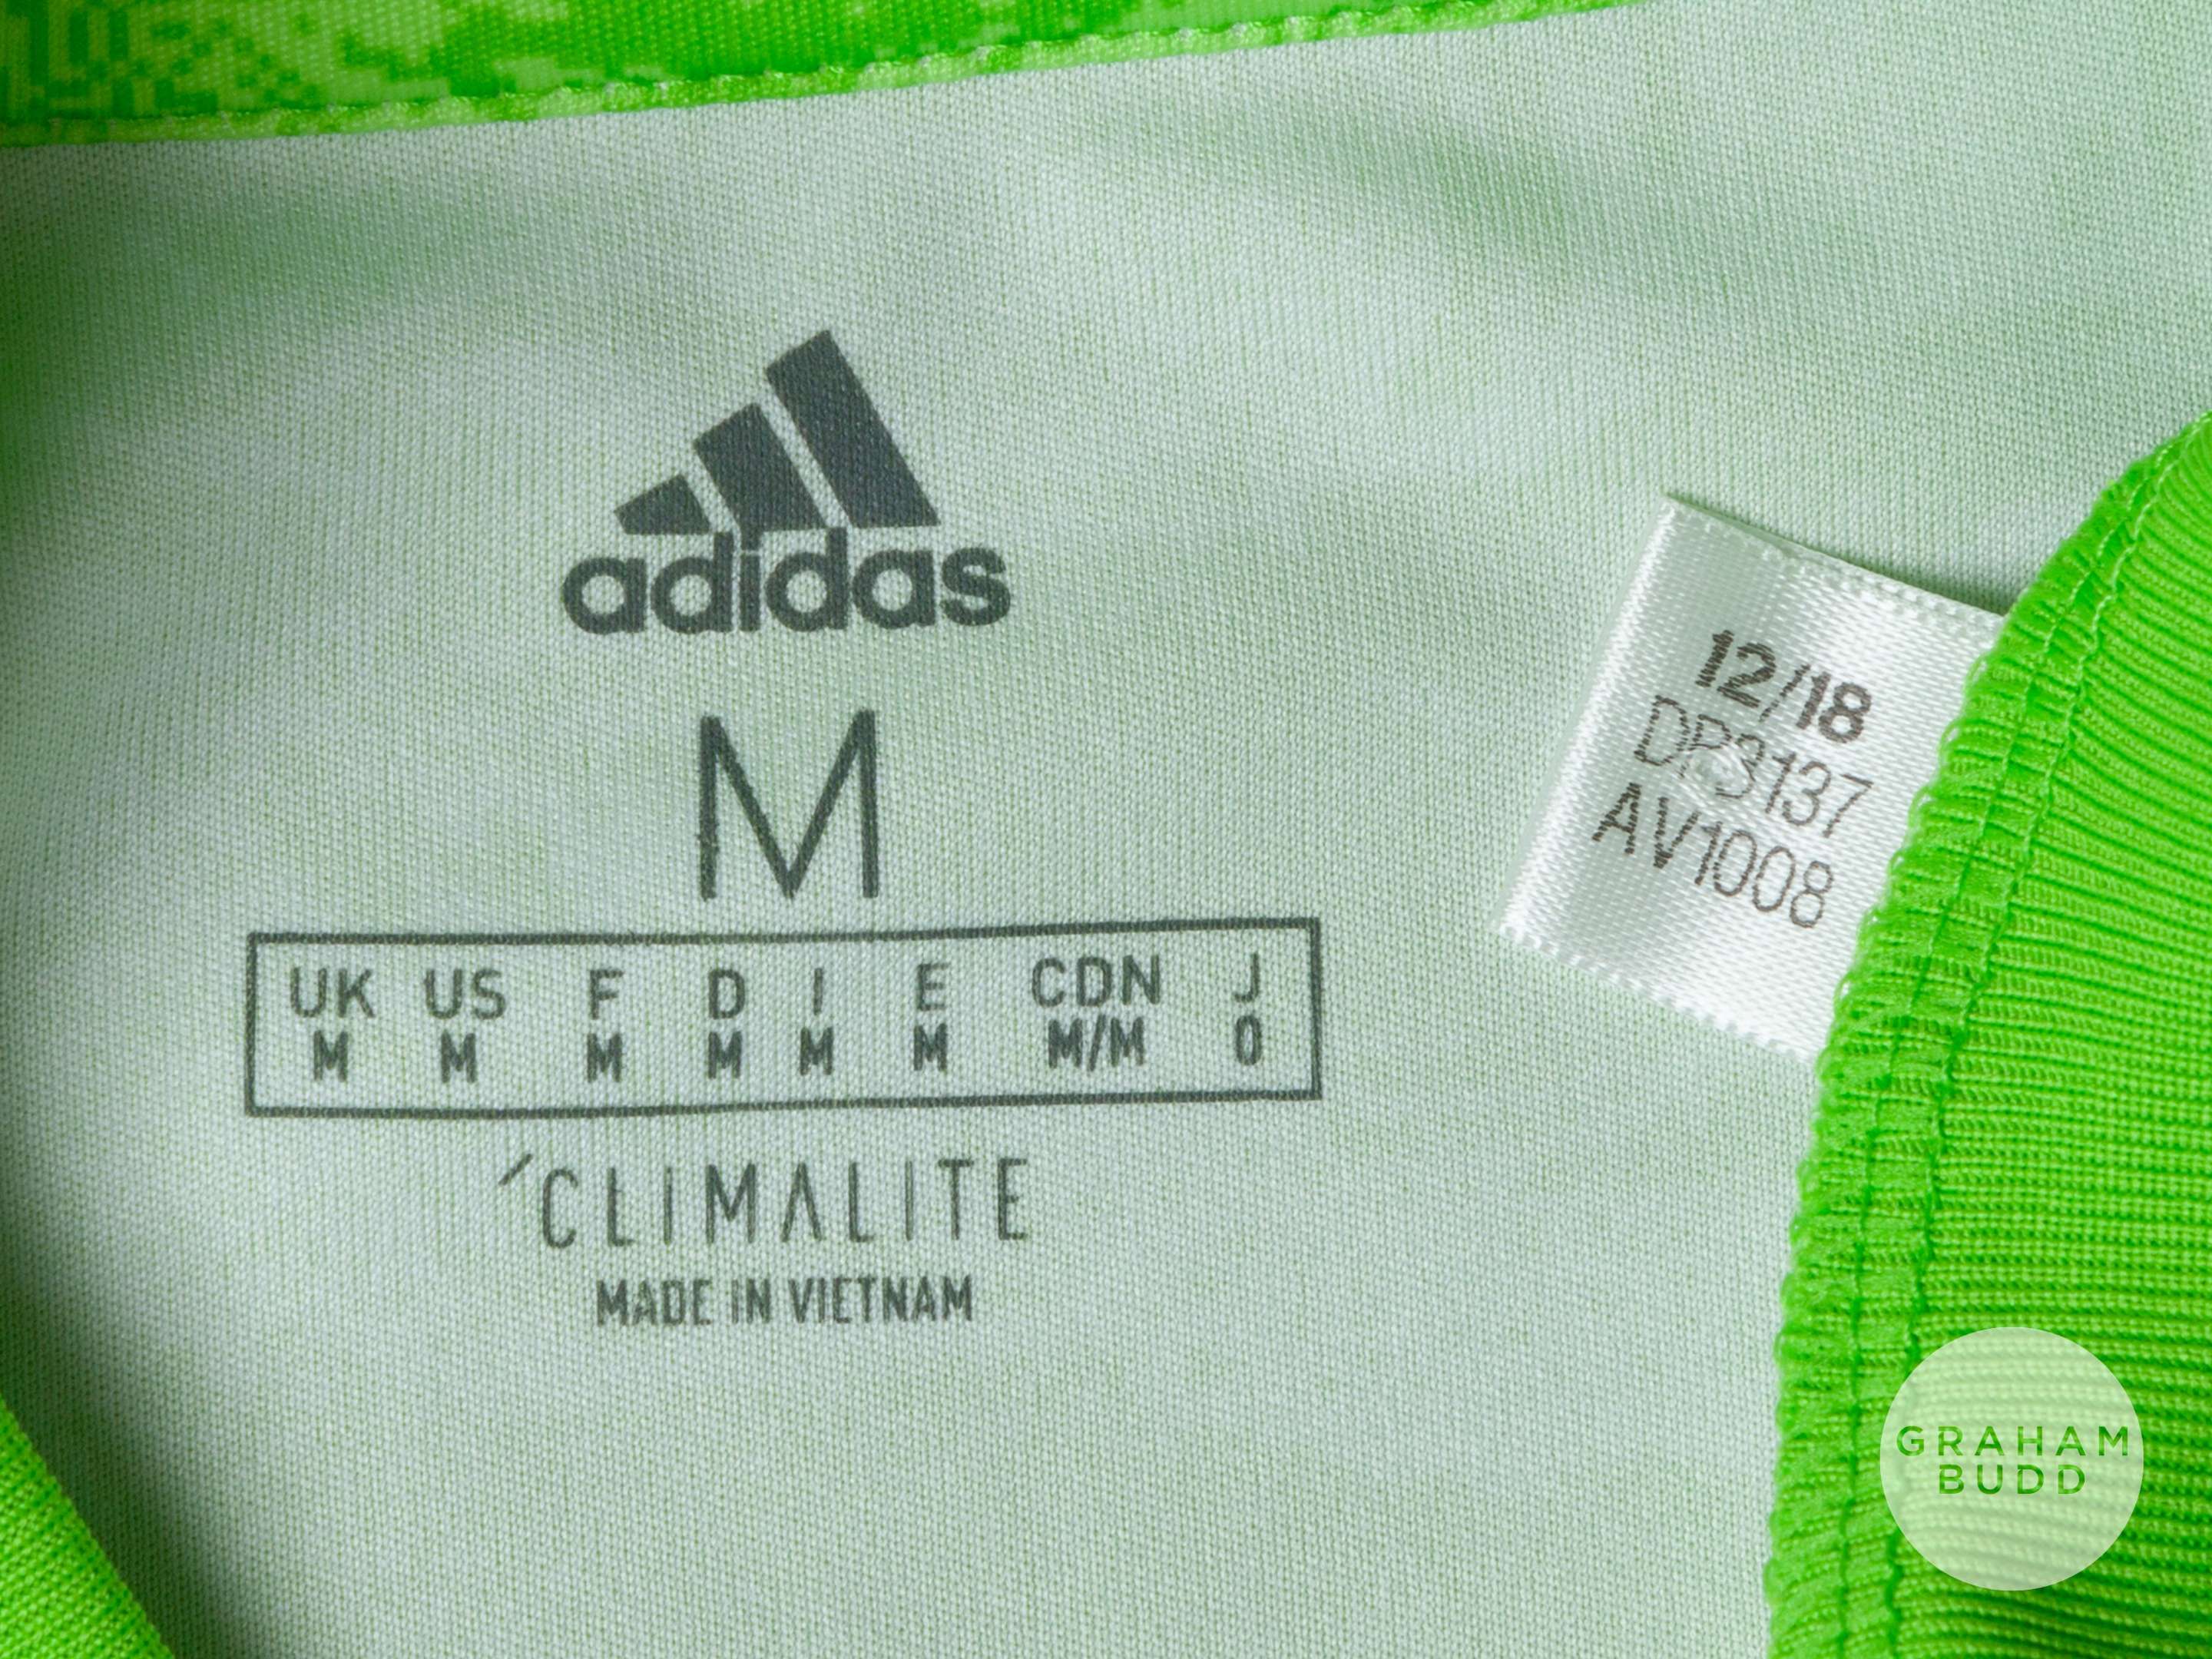 adidas
M
UK US F D I E CDN J
M M M M M M M/M O
CLIMALITE
MADE IN VIETNAM
12/18
DP3137
AV1008
GRAHAM
BUDD